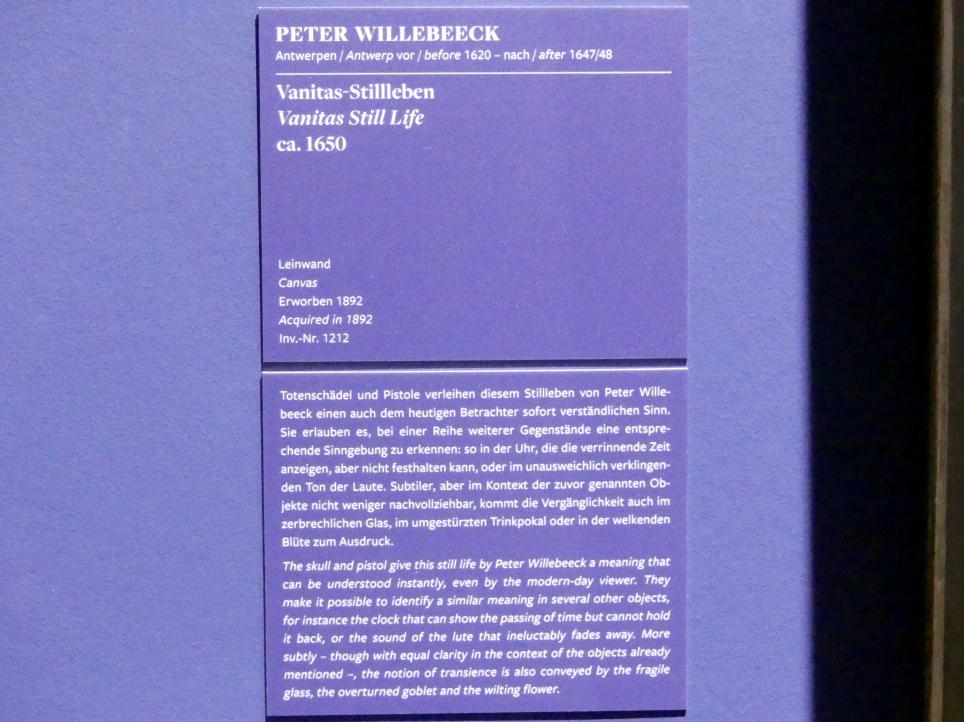 PETER WILLEBEECK
Antwerpen / Antwerp vor / before 1620 – nach / after 1647/48
Vanitas-Stillleben
Vanitas Still Life
ca. 1650
Leinwand
Canvas
Erworben 1892
Acquired in 1892
Inv.-Nr. 1212
Totenschädel und Pistole verleihen diesem Stillleben von Peter Wille-
beeck einen auch dem heutigen Betrachter sofort verständlichen Sinn.
Sie erlauben es, bei einer Reihe weiterer Gegenstände eine entspre-
chende Sinngebung zu erkennen: so in der Uhr, die die verrinnende Zeit
anzeigen, aber nicht festhalten kann, oder im unausweichlich verklingen-
den Ton der Laute. Subtiler, aber im Kontext der zuvor genannten Ob-
jekte nicht weniger nachvollziehbar, kommt die Vergänglichkeit auch im
zerbrechlichen Glas, im umgestürzten Trinkpokal oder in der welkenden
Blüte zum Ausdruck.
The skull and pistol give this still life by Peter Willebeeck a meaning that
can be understood instantly, even by the modern-day viewer. They
make it possible to identify a similar meaning in several other objects,
for instance the clock that can show the passing of time but cannot hold
it back, or the sound of the lute that ineluctably fades away. More
subtly – though with equal clarity in the context of the objects already
mentioned –, the notion of transience is also conveyed by the fragile
glass, the overturned goblet and the wilting flower.